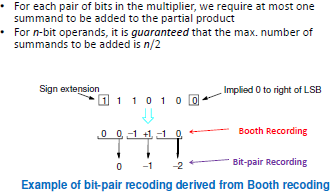 • For each pair of bits in the multiplier, we require at most one
summand to be added to the partial product
• For n-bit operands, it is guaranteed that the max. number of
summands to be added is n/2
Sign extension
Implied 0 to right of LSB
1 1 1 0 1 0 0
0 0 -1 +1 -1 0
Booth Recording
0 -1 -2
Bit-pair Recording
Example of bit-pair recoding derived from Booth recoding